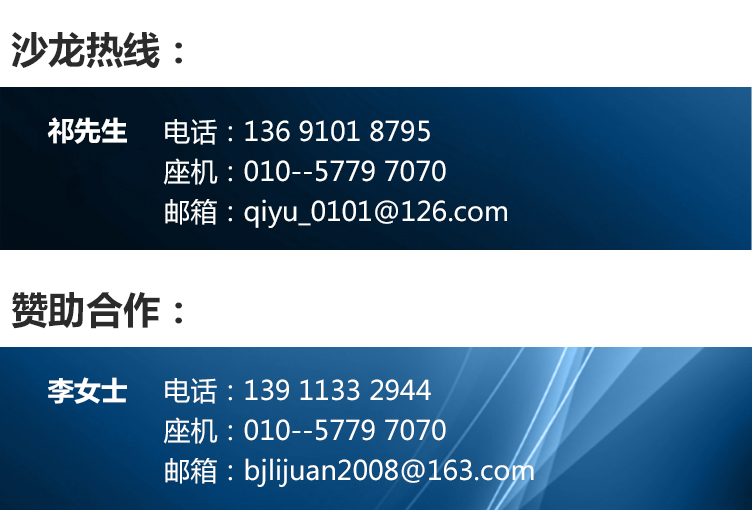 沙龙热线：
祁先生 电话：136 9101 8795
座机：010--5779 7070
邮箱：qiyu_0101@126.com
赞助合作：
李女士 电话：139 1133 2944
座机：010--5779 7070
邮箱：bjlijuan2008@163.com